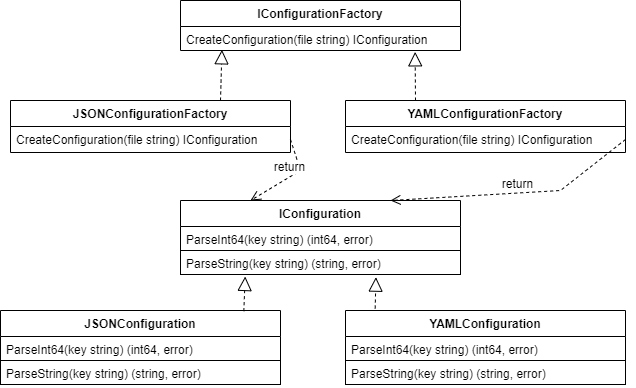 IConfigurationFactory
CreateConfiguration(file string) IConfiguration
JSONConfigurationFactory
CreateConfiguration(file string) IConfiguration
YAMLConfigurationFactory
CreateConfiguration(file string) IConfiguration
return
return
IConfiguration
ParseInt64(key string) (int64, error)
ParseString(key string) (string, error)
JSONConfiguration
ParseInt64(key string) (int64, error)
ParseString(key string) (string, error)
YAMLConfiguration
ParseInt64(key string) (int64, error)
ParseString(key string) (string, error)